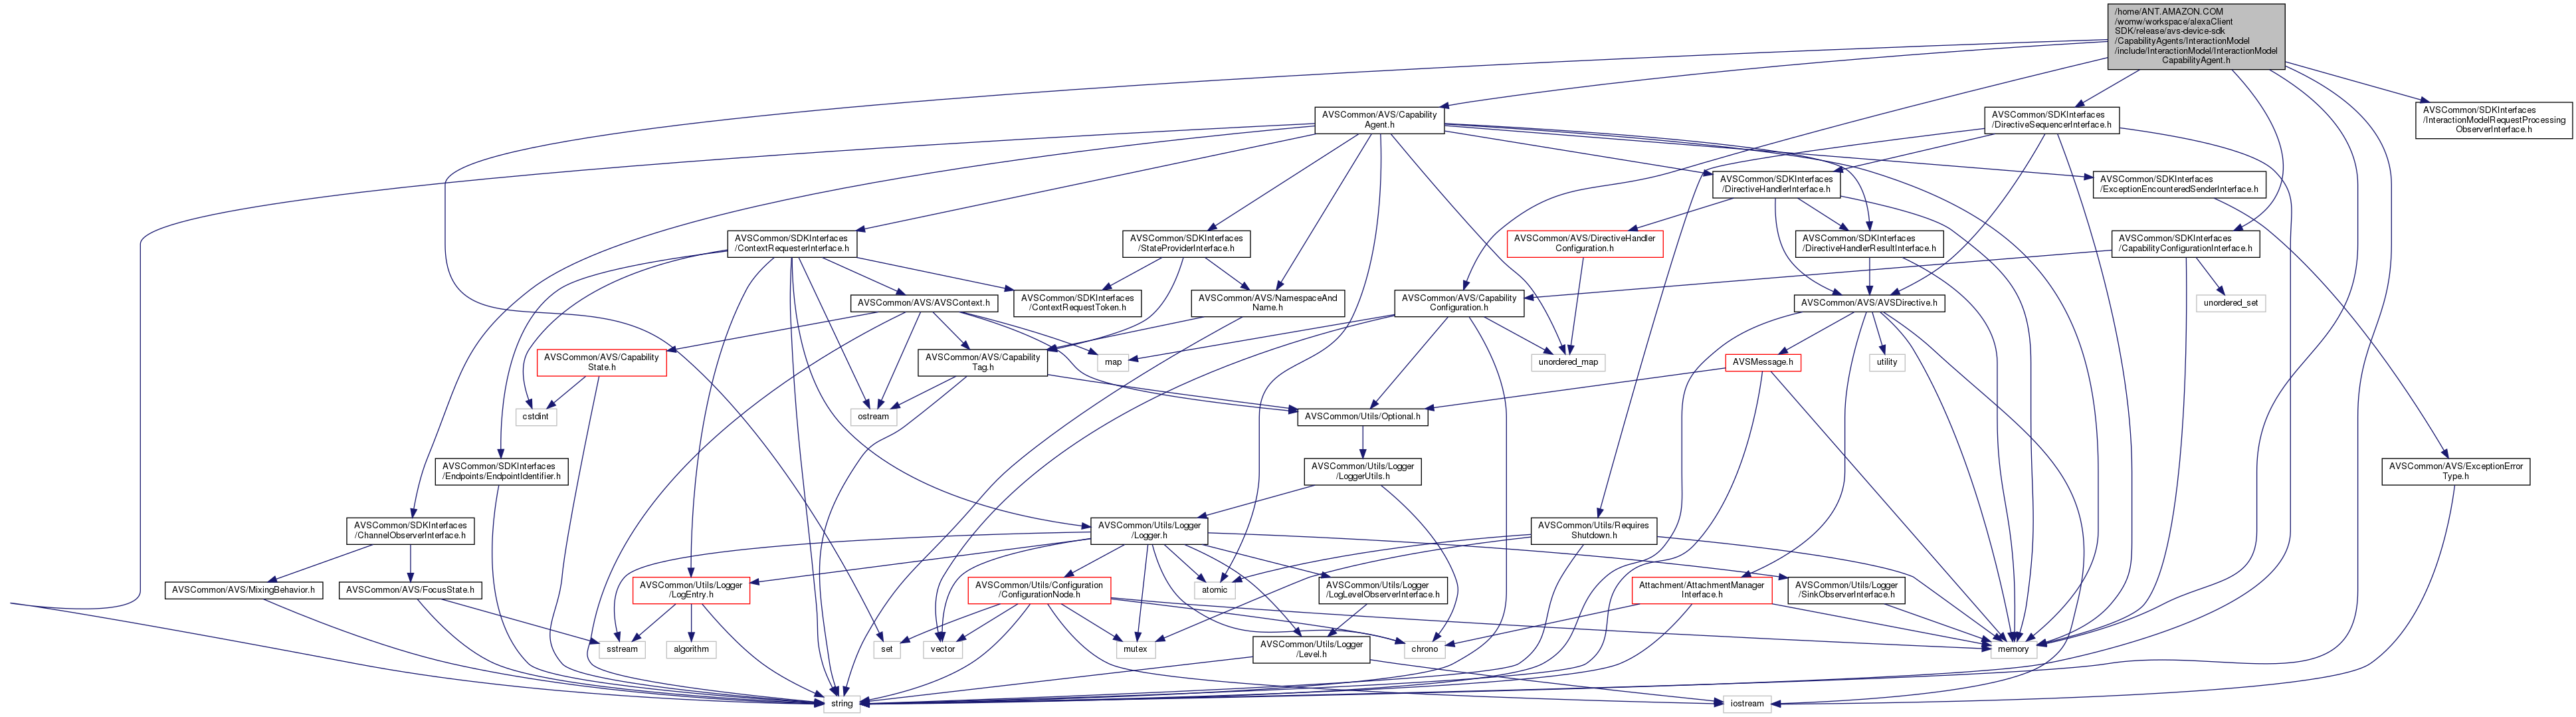 /home/ANT.AMAZON.COM
/womw/workspace/alexaClient
SDK/release/avs-device-sdk
/CapabilityAgents/InteractionModel
/include/InteractionModel/InteractionModel
CapabilityAgent.h
AVSCommon/SDKInterfaces
/InteractionModelRequestProcessing
ObserverInterface.h
AVSCommon/AVS/Capability
Agent.h
AVSCommon/SDKInterfaces
/DirectiveSequencerInterface.h
AVSCommon/SDKInterfaces
/DirectiveHandlerInterface.h
AVSCommon/SDKInterfaces
/ExceptionEncounteredSenderInterface.h
AVSCommon/SDKInterfaces
/ContextRequesterInterface.h
AVSCommon/SDKInterfaces
/StateProviderInterface.h
AVSCommon/AVS/DirectiveHandler
Configuration.h
AVSCommon/SDKInterfaces
/DirectiveHandlerResultInterface.h
AVSCommon/SDKInterfaces
/CapabilityConfigurationInterface.h
AVSCommon/AVS/AVSContext.h
AVSCommon/SDKInterfaces
/ContextRequestToken.h
AVSCommon/AVS/NamespaceAnd
Name.h
AVSCommon/AVS/Capability
Configuration.h
AVSCommon/AVS/AVSDirective.h
unordered_set
AVSCommon/AVS/Capability
State.h
AVSCommon/AVS/Capability
Tag.h
map
unordered_map
AVSMessage.h
utility
cstdint
ostream
AVSCommon/Utils/Optional.h
AVSCommon/SDKInterfaces
/Endpoints/EndpointIdentifier.h
AVSCommon/Utils/Logger
/LoggerUtils.h
AVSCommon/AVS/ExceptionError
Type.h
AVSCommon/SDKInterfaces
/ChannelObserverInterface.h
AVSCommon/Utils/Logger
/Logger.h
AVSCommon/Utils/Requires
Shutdown.h
AVSCommon/AVS/MixingBehavior.h
AVSCommon/AVS/FocusState.h
AVSCommon/Utils/Logger
/LogEntry.h
AVSCommon/Utils/Configuration
/ConfigurationNode.h
atomic
AVSCommon/Utils/Logger
/LogLevelObserverInterface.h
Attachment/AttachmentManager
Interface.h
AVSCommon/Utils/Logger
/SinkObserverInterface.h
sstream
algorithm
set
vector
mutex
AVSCommon/Utils/Logger
/Level.h
chrono
memory
string
iostream